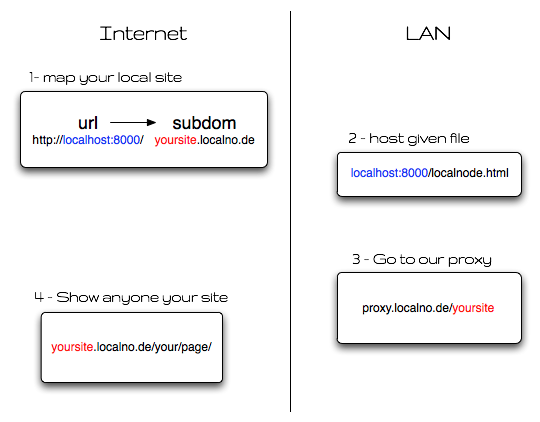 Internet
LAN
1- map your local site
url subdom
http://localhost:8000/ yoursite.localno.de
2 - host given file
localhost:8000/localnode.html
3 - Go to our proxy
proxy.localno.de/yoursite
4 - Show anyone your site
yoursite.localno.de/your/page/